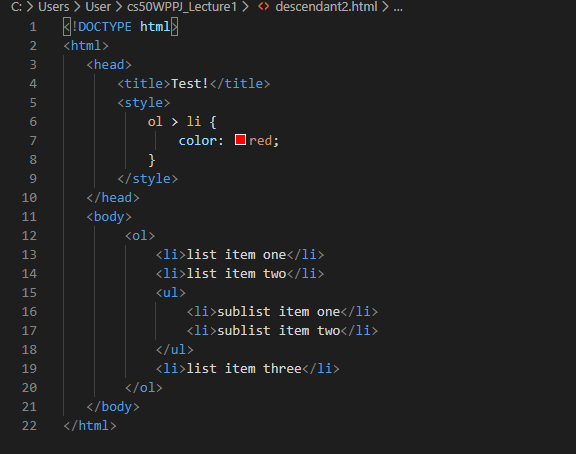 C: > Users > User > cs50WPPJ_Lecture1 > <> descendant2.html > ...
1 <!DOCTYPE html>
2 <html>
3 <head>
4 <title>Test!</title>
5 <style>
6 ol > li {
7 color: red;
8 }
9 </style>
10 </head>
11 <body>
12 <ol>
13 <li>list item one</li>
14 <li>list item two</li>
15 <ul>
16 <li>sublist item one</li>
17 <li>sublist item two</li>
18 </ul>
19 <li>list item three</li>
20 </ol>
21 </body>
22 </html>